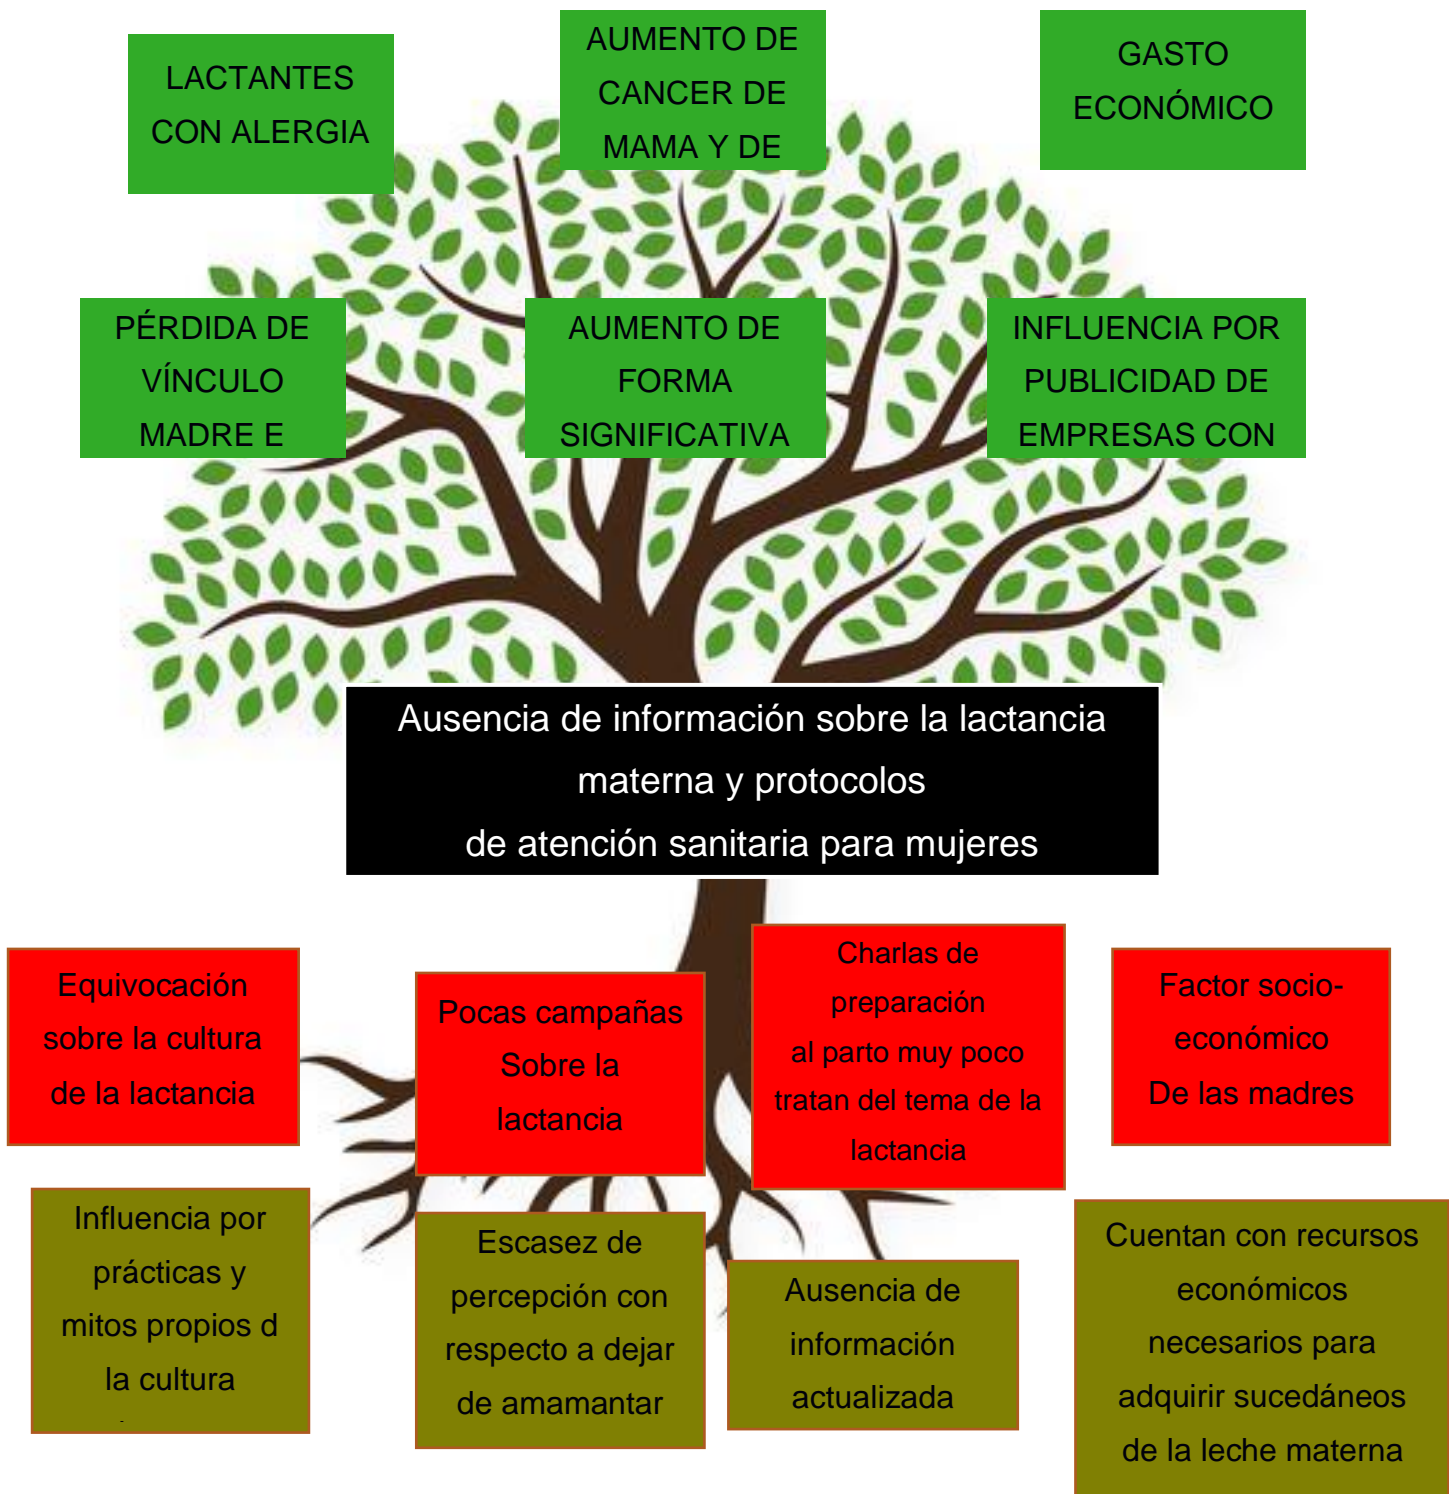 LACTANTES
CON ALERGIA
AUMENTO DE
CANCER DE
MAMA Y DE
GASTO
ECONÓMICO
PÉRDIDA DE
VÍNCULO
MADRE E
AUMENTO DE
FORMA
SIGNIFICATIVA
INFLUENCIA POR
PUBLICIDAD DE
EMPRESAS CON
Ausencia de información sobre la lactancia
materna y protocolos
de atención sanitaria para mujeres
Equivocación
sobre la cultura
de la lactancia
Pocas campañas
Sobre la
lactancia
Charlas de
preparación
al parto muy poco
tratan del tema de la
lactancia
Factor socio-
económico
De las madres
Influencia por
prácticas y
mitos propios d
la cultura
Escasez de
percepción con
respecto a dejar
de amamantar
Ausencia de
información
actualizada
Cuentan con recursos
económicos
necesarios para
adquirir sucedáneos
de la leche materna